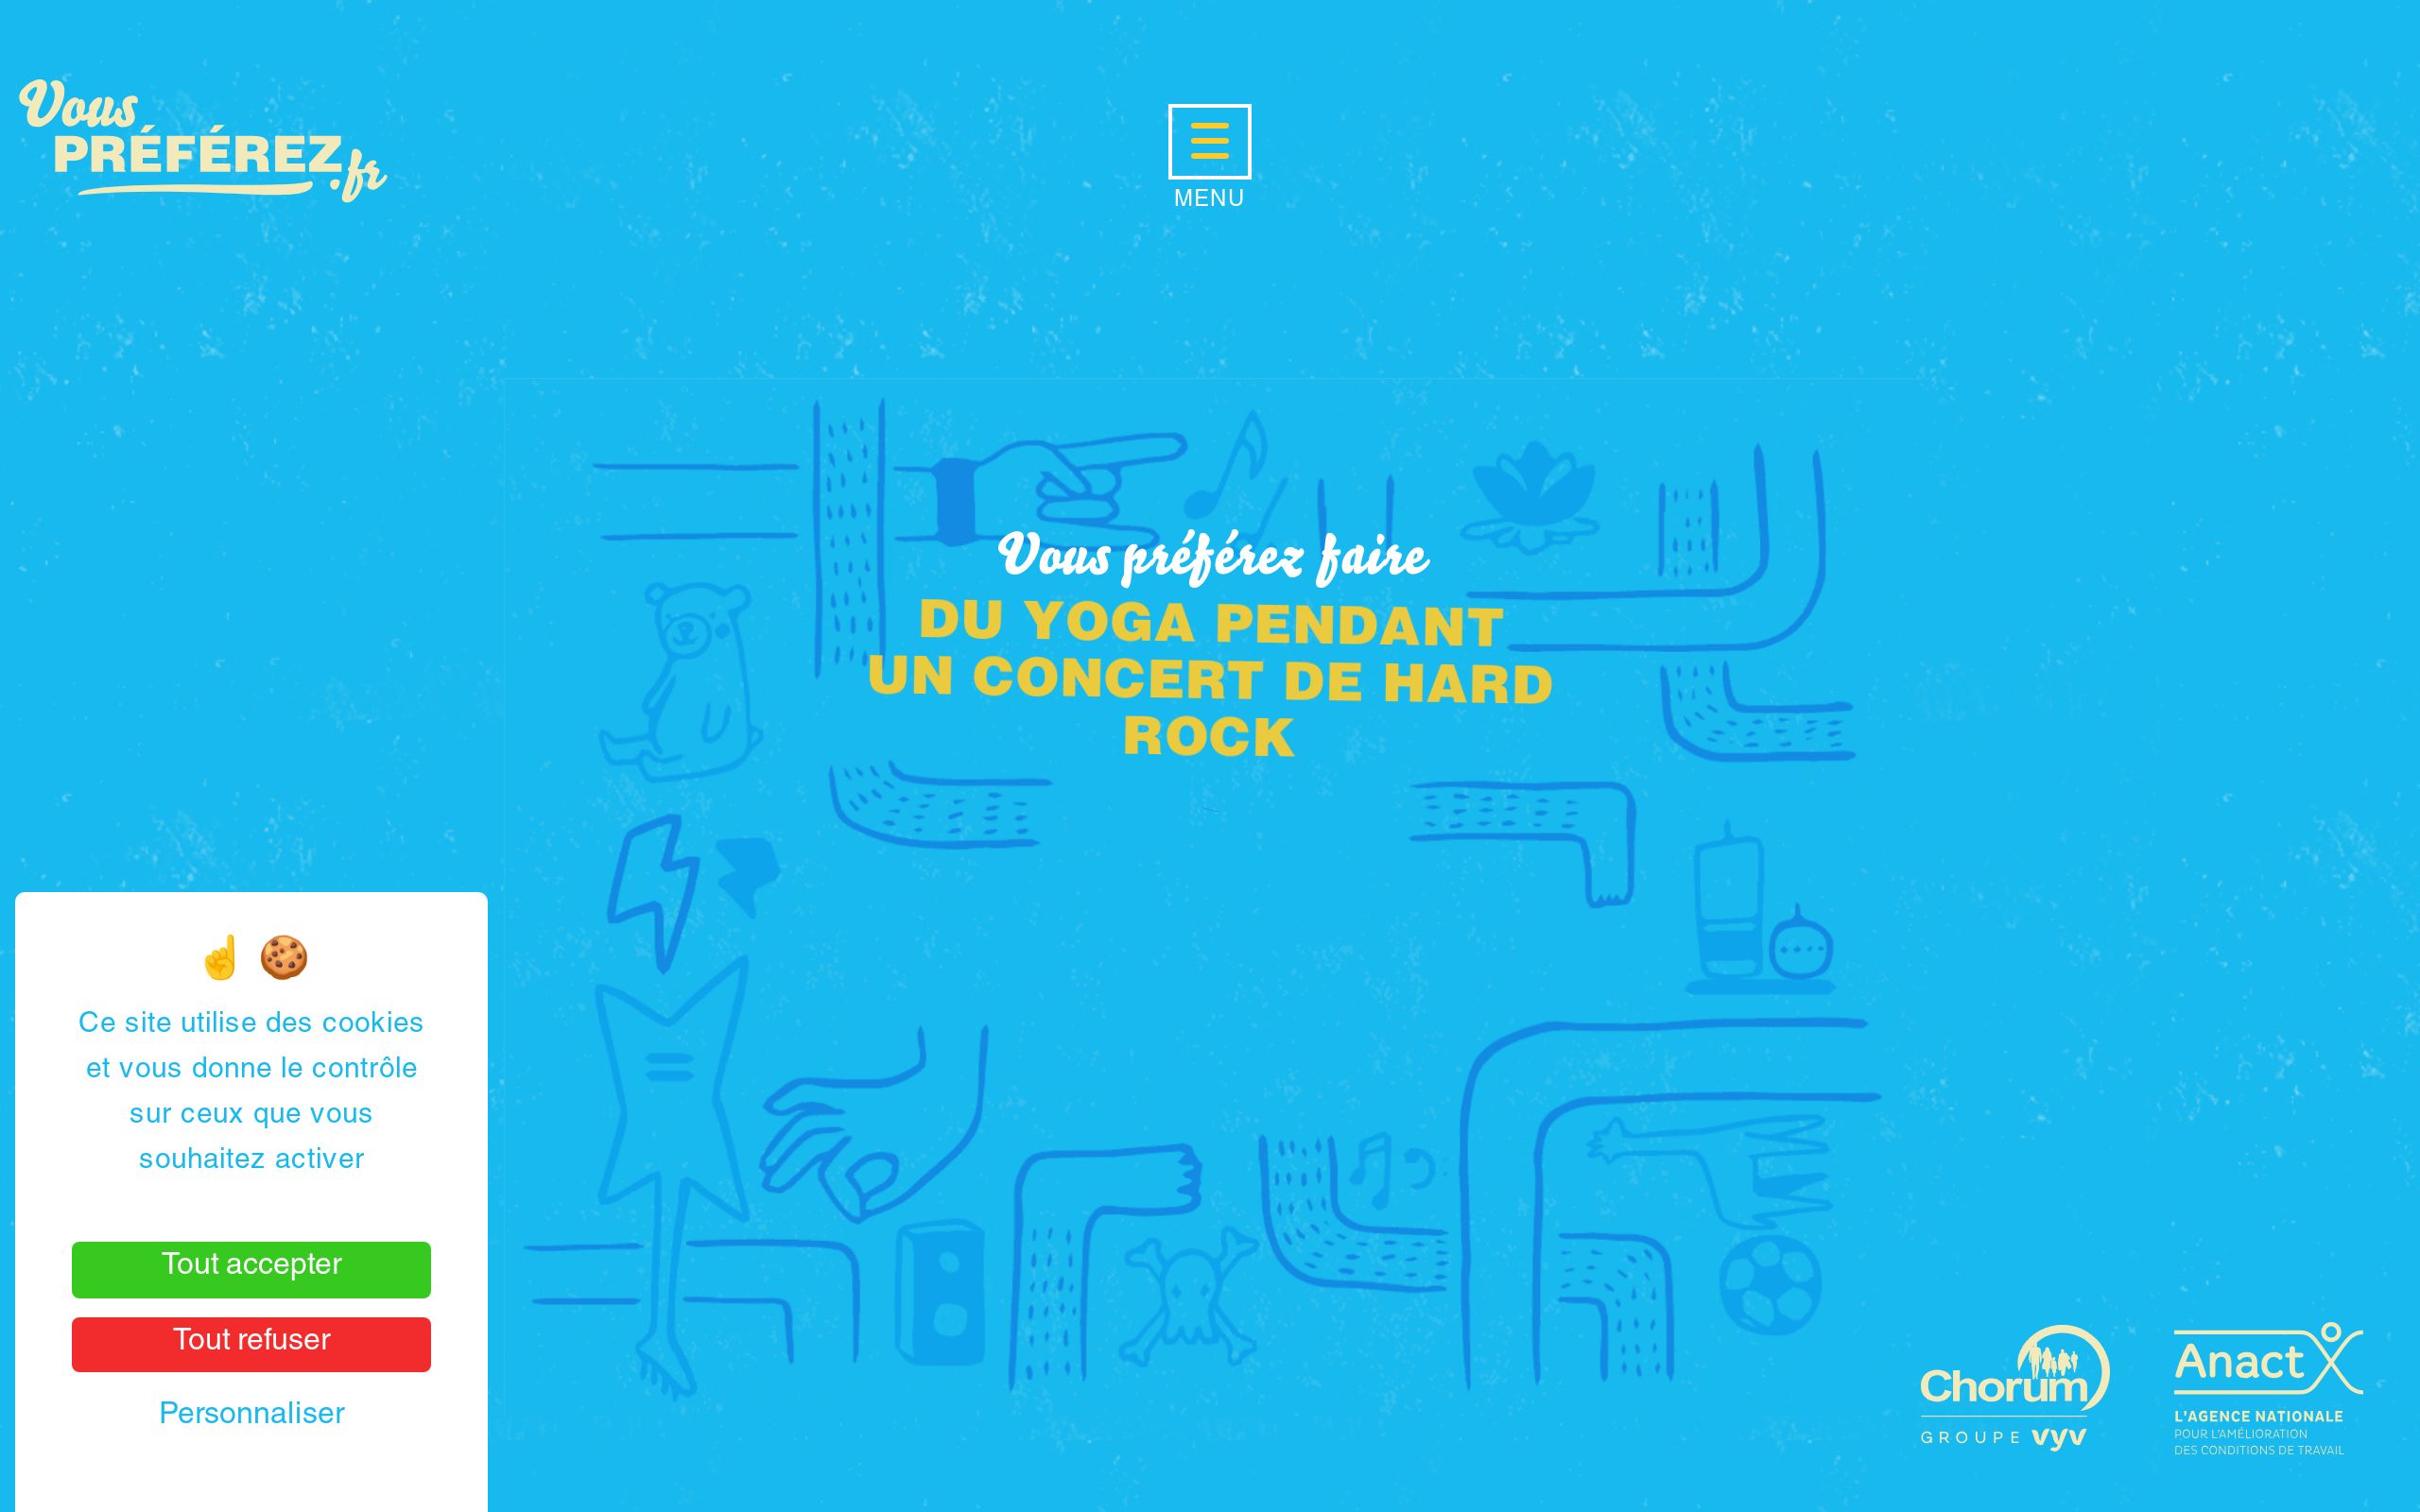 Vous
PRÉFÉREZ.fr
MENU
Vous préférez faire
DU YOGA PENDANT
UN CONCERT DE HARD
ROCK
Ce site utilise des cookies
et vous donne le contrôle
sur ceux que vous
souhaitez activer
Tout accepter
Tout refuser
Personnaliser
Chorum
GROUPE vyv
Anact
L'AGENCE NATIONALE
POUR L'AMÉLIORATION
DES CONDITIONS DE TRAVAIL